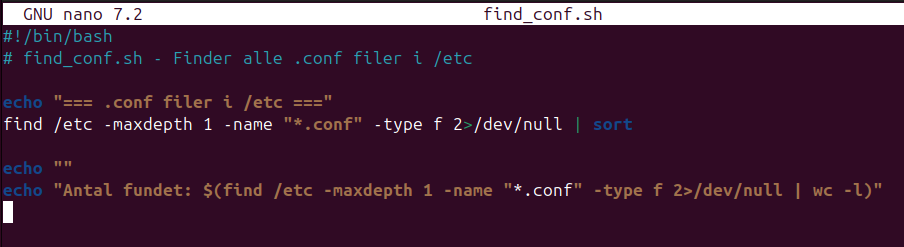 GNU nano 7.2 find_conf.sh
#!/bin/bash
# find_conf.sh - Finder alle .conf filer i /etc
echo "=== .conf filer i /etc ==="
find /etc -maxdepth 1 -name "*.conf" -type f 2>/dev/null | sort
echo ""
echo "Antal fundet: $(find /etc -maxdepth 1 -name "*.conf" -type f 2>/dev/null | wc -l)"